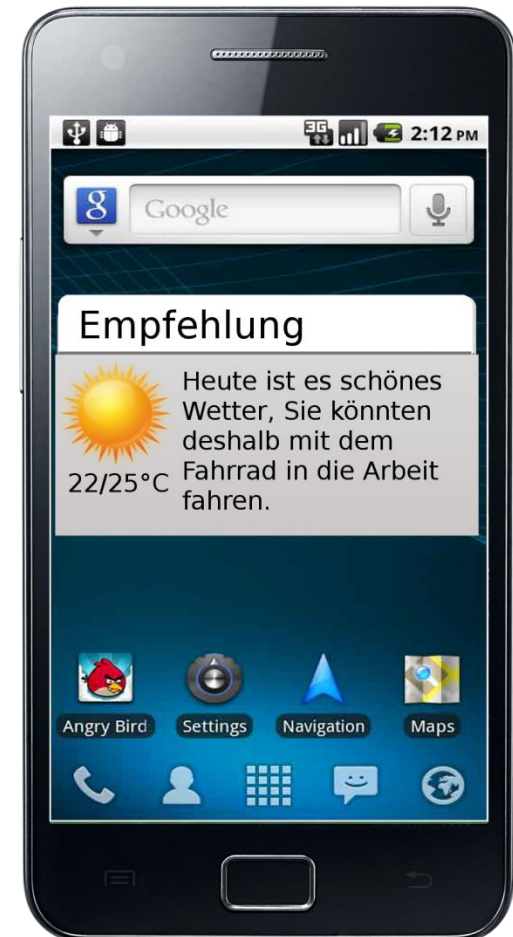 3G
2:12 PM
g
Google
Empfehlung
Heute ist es schönes
Wetter, Sie könnten
deshalb mit dem
Fahrrad in die Arbeit
fahren.
22/25°C
Angry Bird Settings Navigation Maps